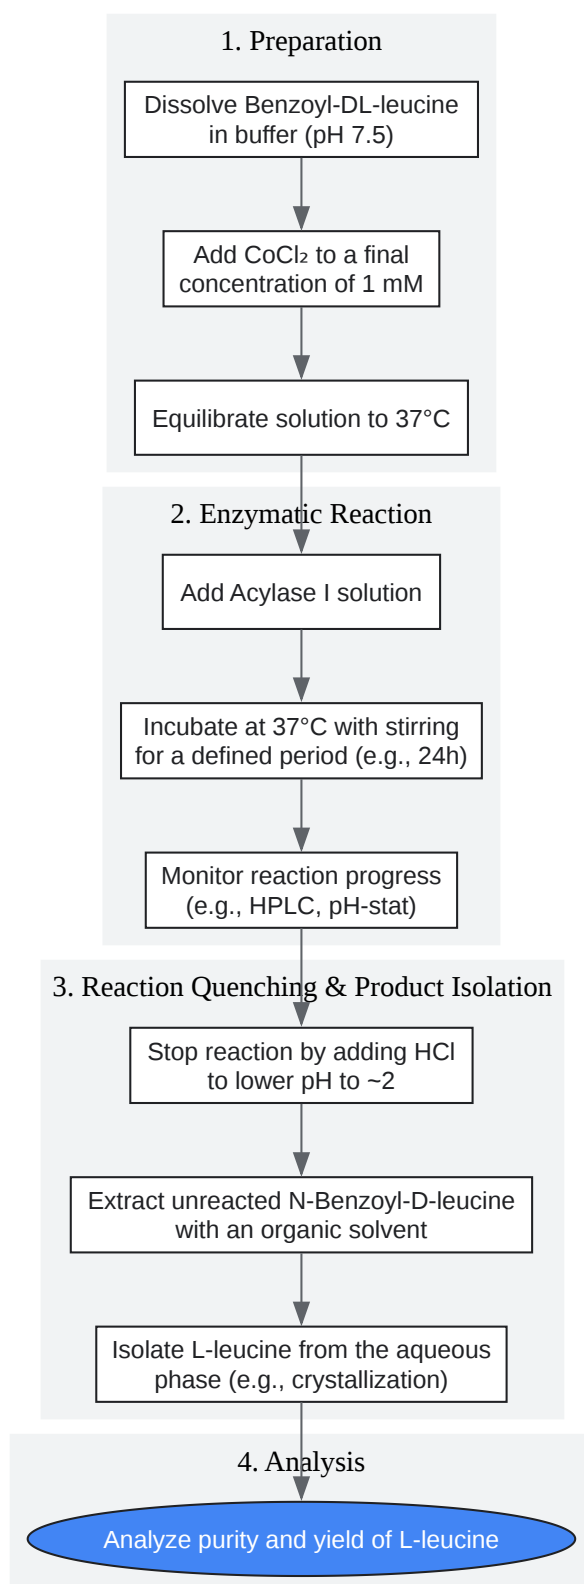 1. Preparation
Dissolve Benzoyl-DL-leucine
in buffer (pH 7.5)
Add CoCl₂ to a final
concentration of 1 mM
Equilibrate solution to 37°C
2. Enzymatic Reaction
Add Acylase I solution
Incubate at 37°C with stirring
for a defined period (e.g., 24h)
Monitor reaction progress
(e.g., HPLC, pH-stat)
3. Reaction Quenching & Product Isolation
Stop reaction by adding HCl
to lower pH to ~2
Extract unreacted N-Benzoyl-D-leucine
with an organic solvent
Isolate L-leucine from the aqueous
phase (e.g., crystallization)
4. Analysis
Analyze purity and yield of L-leucine